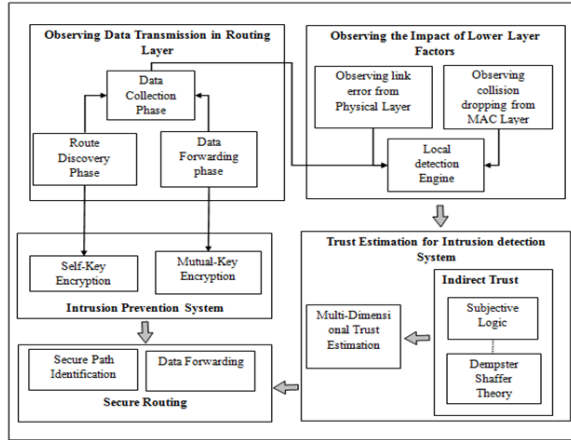 Observing Data Transmission in Routing
Layer
Data
Collection
Phase
Route
Discovery
Phase
Data
Forwarding
phase
Observing the Impact of Lower Layer
Factors
Observing link
error from
Physical Layer
Observing
collision
dropping from
MAC Layer
Local
detection
Engine
Self-Key
Encryption
Mutual-Key
Encryption
Intrusion Prevention System
Trust Estimation for Intrusion detection
System
Indirect Trust
Subjective
Logic
Dempster
Shaffer
Theory
Multi-Dimensi
onal Trust
Estimation
Secure Path
Identification
Data Forwarding
Secure Routing